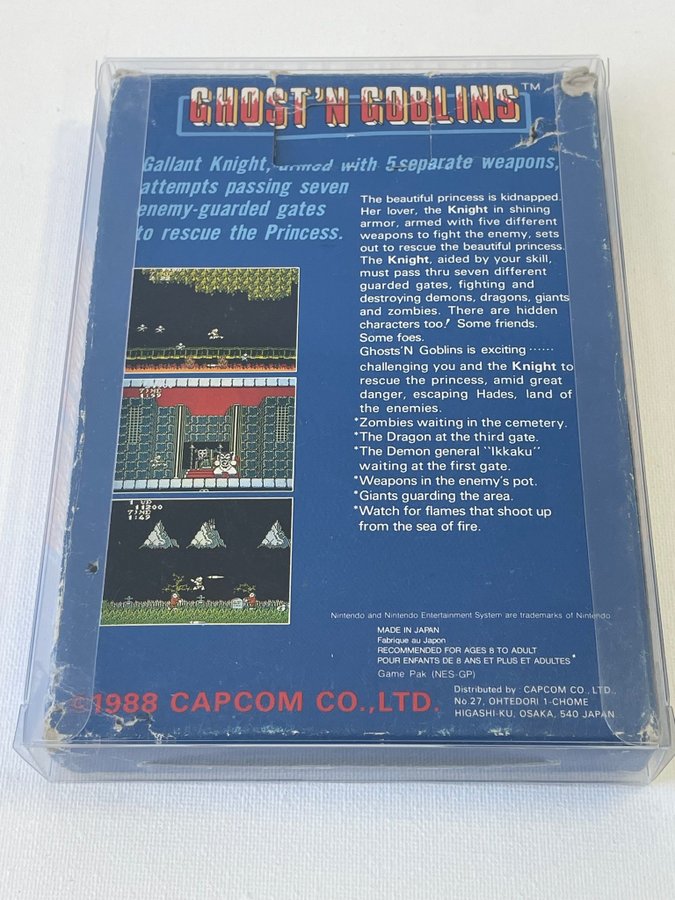 GHOST'N GOBLINS™
Gallant Knight, armed with 5 separate weapons,
attempts passing seven
enemy-guarded gates
to rescue the Princess.
The beautiful princess is kidnapped.
Her lover, the Knight in shining
armor, armed with five different
weapons to fight the enemy, sets
out to rescue the beautiful princess.
The Knight, aided by your skill,
must pass thru seven different
guarded gates, fighting and
destroying demons, dragons, giants
and zombies. There are hidden
characters too! Some friends.
Some foes.
Ghosts'N Goblins is exciting ······
challenging you and the Knight to
rescue the princess, amid great
danger, escaping Hades, land of
the enemies.
*Zombies waiting in the cemetery.
*The Dragon at the third gate.
*The Demon general "Ikkaku"
waiting at the first gate.
*Weapons in the enemy's pot.
*Giants guarding the area.
*Watch for flames that shoot up
from the sea of fire.
1:39
1 UP
11200
1:49
Nintendo and Nintendo Entertainment System are trademarks of Nintendo
MADE IN JAPAN
Fabriqué au Japon
RECOMMENDED FOR AGES 8 TO ADULT
POUR ENFANTS DE 8 ANS ET PLUS ET ADULTES*
Game Pak (NES-GP)
©1988 CAPCOM CO.,LTD.
Distributed by : CAPCOM CO., LTD.
No.27, OHTEDORI 1-CHOME
HIGASHI-KU, OSAKA, 540 JAPAN